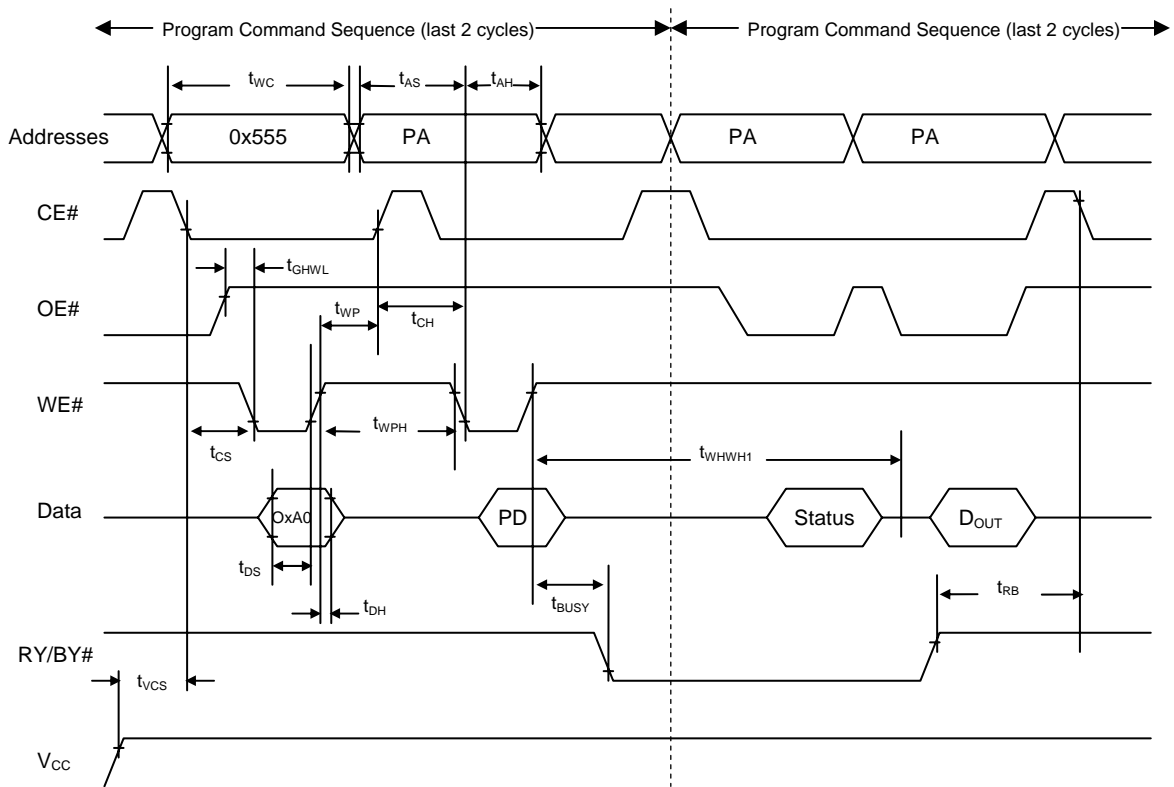 Program Command Sequence (last 2 cycles) Program Command Sequence (last 2 cycles)
tWC tAS tAH
Addresses 0x555 PA PA PA
CE#
tGHWL
OE# tWP tCH
WE#
tCS tWPH tWHWH1
Data OxA0 PD Status DOUT
tDS tDH tBUSY tRB
RY/BY#
tVCS
VCC